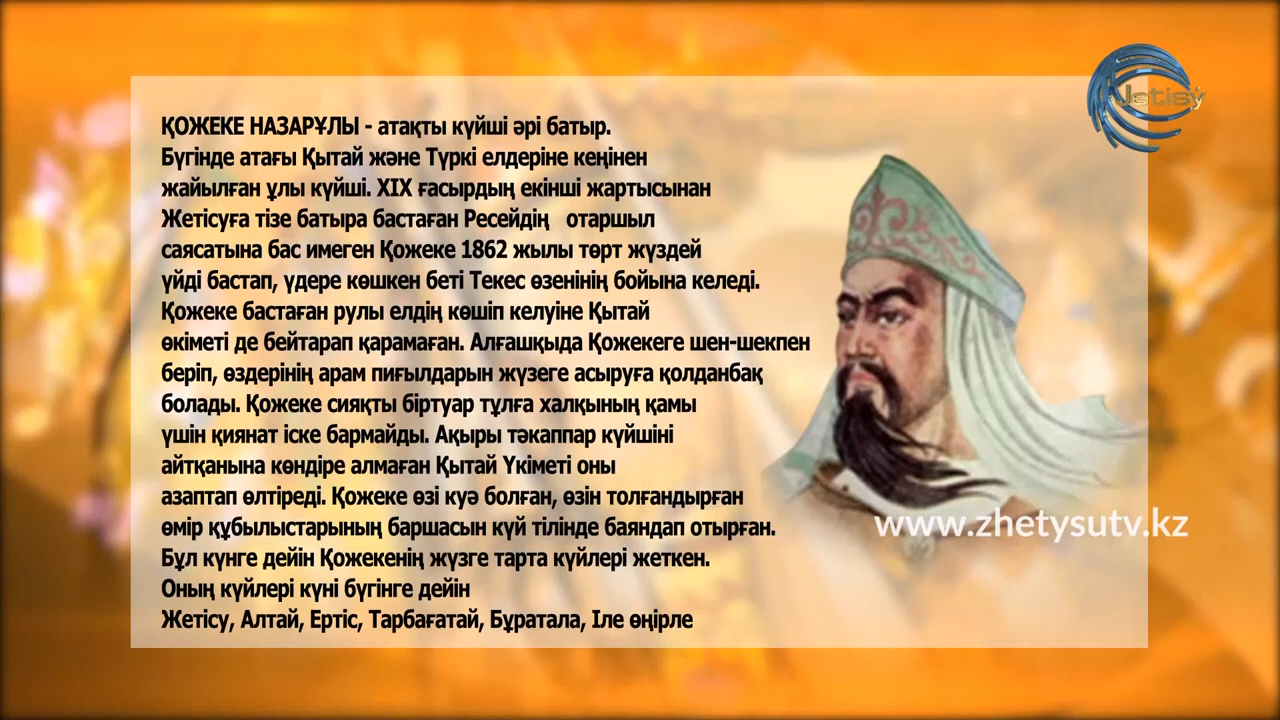 Jetisý
ҚОЖЕКЕ НАЗАРҰЛЫ - атақты күйші әрі батыр.
Бүгінде атағы Қытай және Түркі елдеріне кеңінен
жайылған ұлы күйші. XIX ғасырдың екінші жартысынан
Жетісуға тізе батыра бастаған Ресейдің отаршыл
саясатына бас имеген Қожеке 1862 жылы төрт жүздей
үйді бастап, үдере көшкен беті Текес өзенінің бойына келеді.
Қожеке бастаған рулы елдің көшіп келуіне Қытай
өкіметі де бейтарап қарамаған. Алғашқыда Қожекеге шен-шекпен
беріп, өздерінің арам пиғылдарын жүзеге асыруға қолданбақ
болады. Қожеке сияқты біртуар тұлға халқының қамы
үшін қиянат іске бармайды. Ақыры тәкаппар күйшіні
айтқанына көндіре алмаған Қытай Үкіметі оны
азаптап өлтіреді. Қожеке өзі куә болған, өзін толғандырған
өмір құбылыстарының баршасын күй тілінде баяндап отырған.
Бұл күнге дейін Қожекенің жүзге тарта күйлері жеткен.
Оның күйлері күні бүгінге дейін
Жетісу, Алтай, Ертіс, Тарбағатай, Бұратала, Іле өңірле
www.zhetysutv.kz